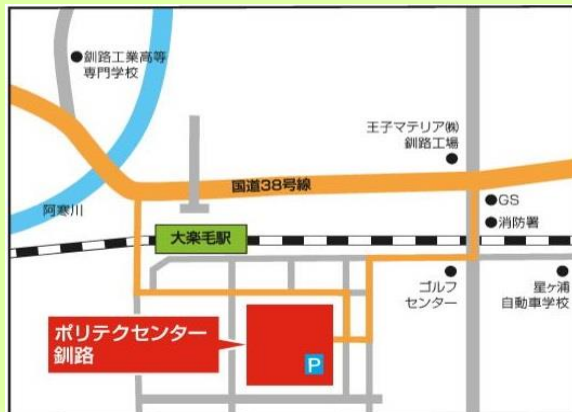 釧路工業高等
専門学校
王子マテリア㈱
釧路工場
国道38号線
GS
阿寒川
消防署
大楽毛駅
ゴルフ
センター
星ヶ浦
自動車学校
ポリテクセンター
釧路
P